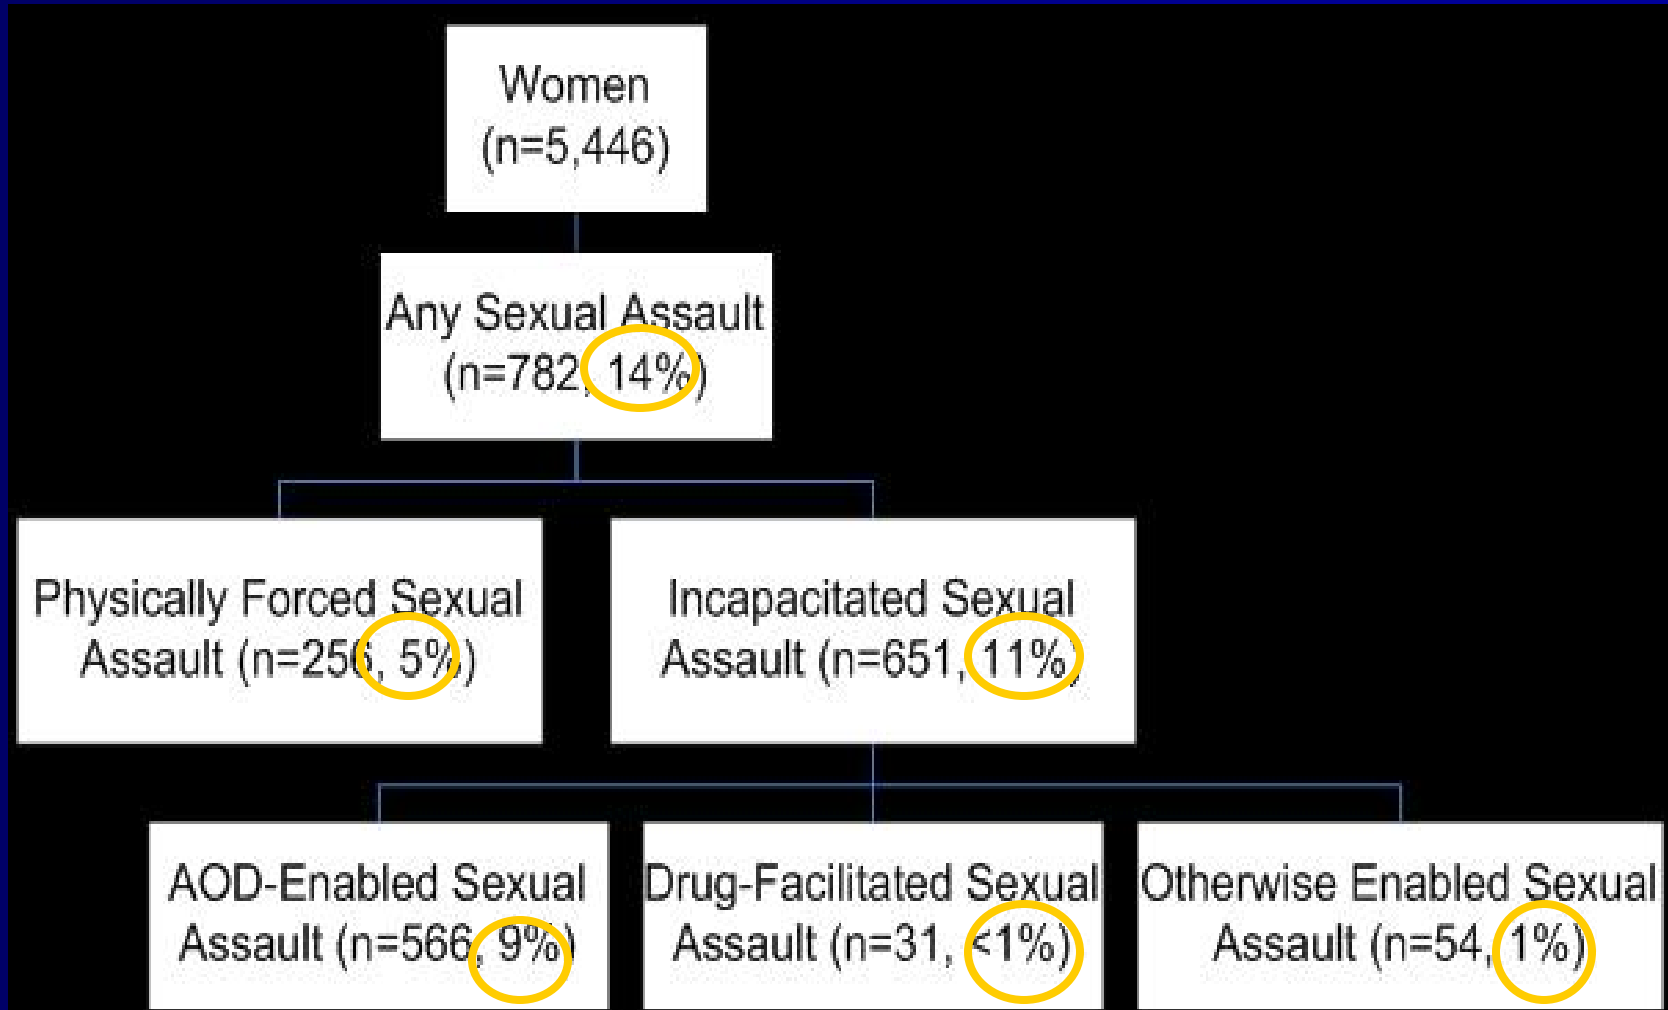 Women
(n=5,446)
Any Sexual Assault
(n=782, 14%)
Physically Forced Sexual
Assault (n=256, 5%)
Incapacitated Sexual
Assault (n=651, 11%)
AOD-Enabled Sexual
Assault (n=566, 9%)
Drug-Facilitated Sexual
Assault (n=31, <1%)
Otherwise Enabled Sexual
Assault (n=54, 1%)